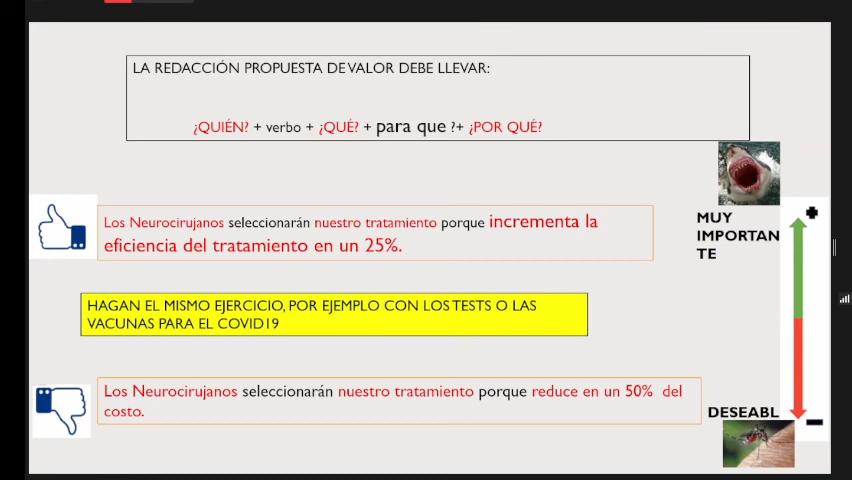 LA REDACCIÓN PROPUESTA DE VALOR DEBE LLEVAR:
¿QUIÉN? + verbo + ¿QUÉ? + para que ?+ ¿POR QUÉ?
Los Neurocirujanos seleccionarán nuestro tratamiento porque incrementa la
eficiencia del tratamiento en un 25%.
MUY
IMPORTAN
TE
HAGAN EL MISMO EJERCICIO, POR EJEMPLO CON LOS TESTS O LAS
VACUNAS PARA EL COVID19
Los Neurocirujanos seleccionarán nuestro tratamiento porque reduce en un 50% del
costo.
DESEABL